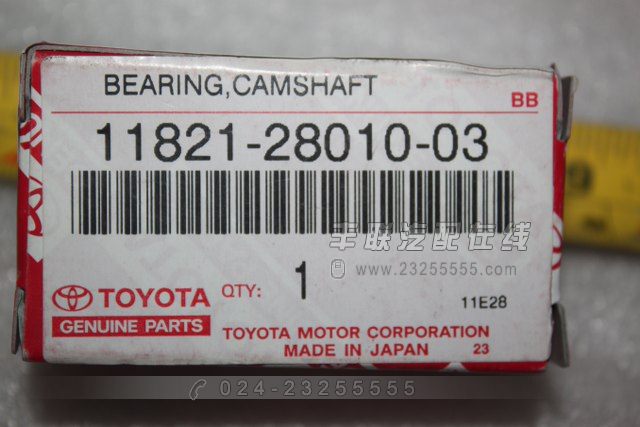 BEARING,CAMSHAFT
BB
11821-28010-03
丰联汽配在线
www.23255555.com
TOYOTA
QTY: 1
11E28
GENUINE PARTS
TOYOTA MOTOR CORPORATION
MADE IN JAPAN 23
024-23255555